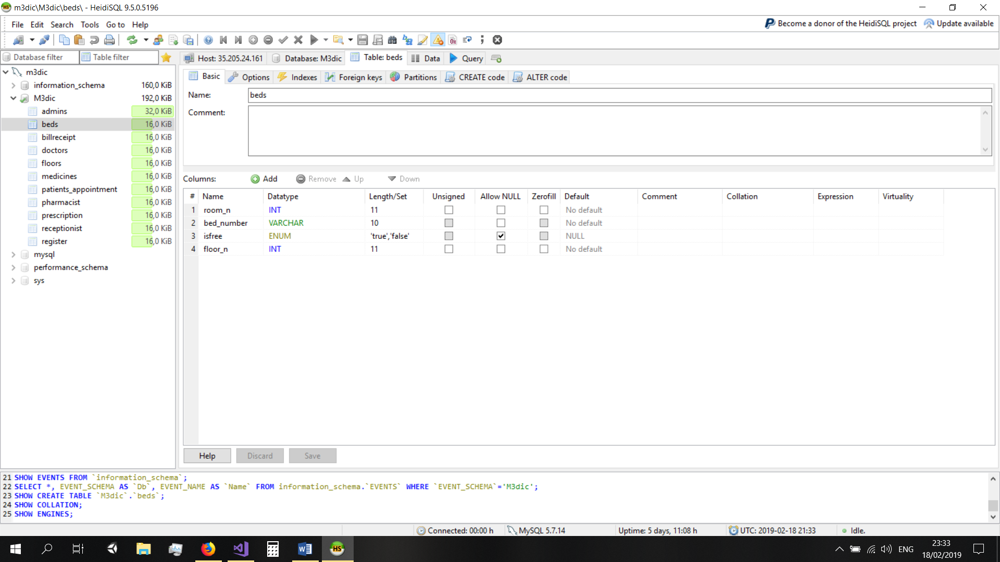 m3dic\M3dic\beds\ - HeidiSQL 9.5.0.5196
File Edit Search Tools Go to Help
Become a donor of the HeidiSQL project Update available
Database filter Table filter
Host: 35.205.24.161 Database: M3dic Table: beds Data Query
m3dic
information_schema 160,0 KiB
M3dic 192,0 KiB
admins 32,0 KiB
beds 16,0 KiB
billreceipt 16,0 KiB
doctors 16,0 KiB
floors 16,0 KiB
medicines 16,0 KiB
patients_appointment 16,0 KiB
pharmacist 16,0 KiB
prescription 16,0 KiB
receptionist 16,0 KiB
register 16,0 KiB
mysql
performance_schema
sys
Basic Options Indexes Foreign keys Partitions CREATE code ALTER code
Name: beds
Comment:
Columns: Add Remove Up Down
# Name Datatype Length/Set Unsigned Allow NULL Zerofill Default Comment Collation Expression Virtuality
1 room_n INT 11 No default
2 bed_number VARCHAR 10 No default
3 isfree ENUM 'true','false' NULL
4 floor_n INT 11 No default
Help Discard Save
21 SHOW EVENTS FROM `information_schema`;
22 SELECT *, EVENT_SCHEMA AS `Db`, EVENT_NAME AS `Name` FROM information_schema.`EVENTS` WHERE `EVENT_SCHEMA`='M3dic';
23 SHOW CREATE TABLE `M3dic`.`beds`;
24 SHOW COLLATION;
25 SHOW ENGINES;
Connected: 00:00 h MySQL 5.7.14 Uptime: 5 days, 11:08 h UTC: 2019-02-18 21:33 Idle.
HS ENG 23:33
18/02/2019